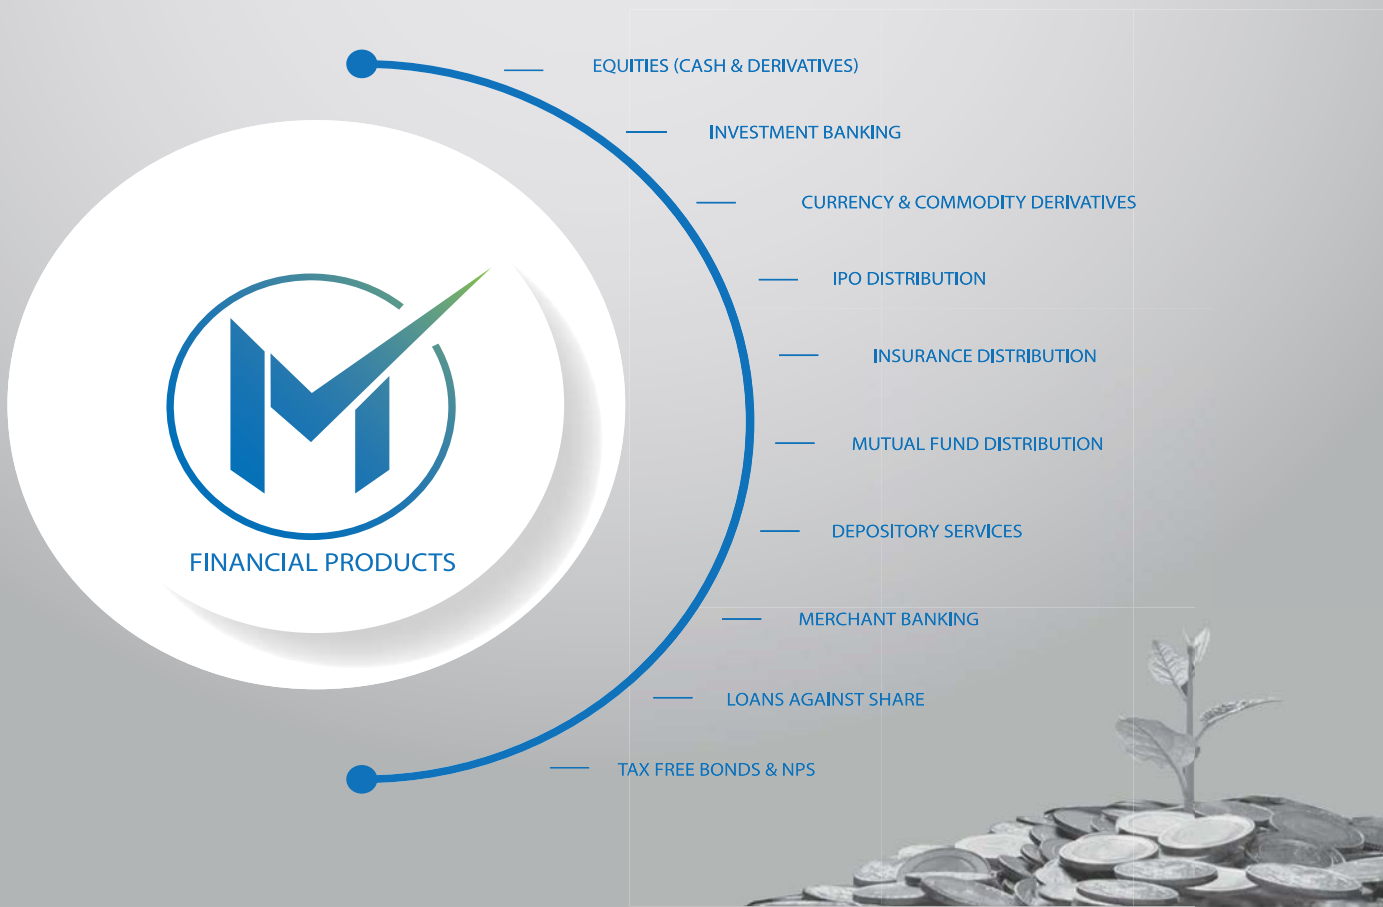 EQUITIES (CASH & DERIVATIVES)
INVESTMENT BANKING
CURRENCY & COMMODITY DERIVATIVES
IPO DISTRIBUTION
INSURANCE DISTRIBUTION
MUTUAL FUND DISTRIBUTION
DEPOSITORY SERVICES
MERCHANT BANKING
LOANS AGAINST SHARE
TAX FREE BONDS & NPS
M
FINANCIAL PRODUCTS